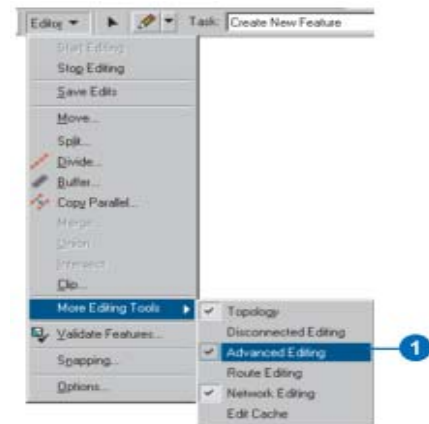 Editor Task: Create New Feature
Start Editing
Stop Editing
Save Edits
Move...
Split...
Divide...
Buffer...
Copy Parallel...
Merge...
Union...
Intersect
Clip...
More Editing Tools
Topology
Disconnected Editing
Advanced Editing
1
Route Editing
Network Editing
Edit Cache
Validate Features...
Snapping...
Options...